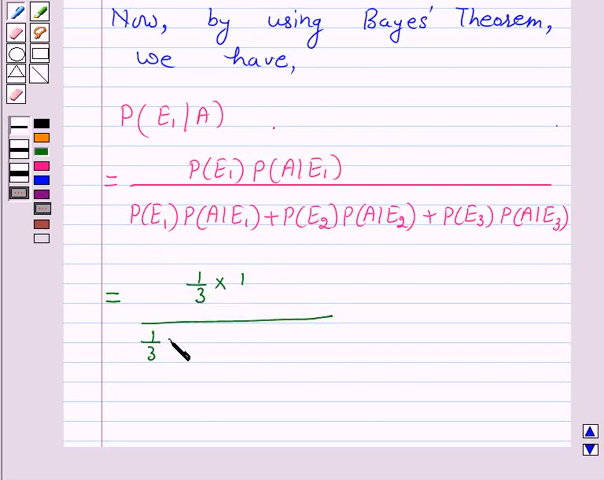 Now, by using Bayes' Theorem,
we have,
P(E₁|A)
= P(E₁) P(A|E₁)
P(E₁) P(A|E₁) + P(E₂) P(A|E₂) + P(E₃) P(A|E₃)
= 1/3 × 1
1/3